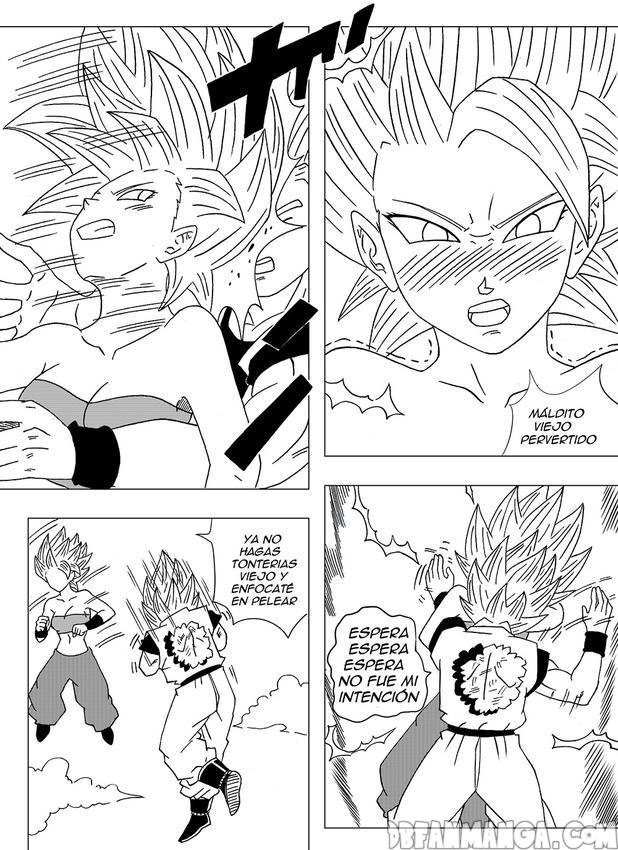 MÁLDITO
VIEJO
PERVERTIDO
YA NO
HAGAS
TONTERIAS
VIEJO Y
ENFOCATÉ
EN PELEAR
ESPERA
ESPERA
ESPERA
NO FUE MI
INTENCIÓN
DBFANMANGA.COM